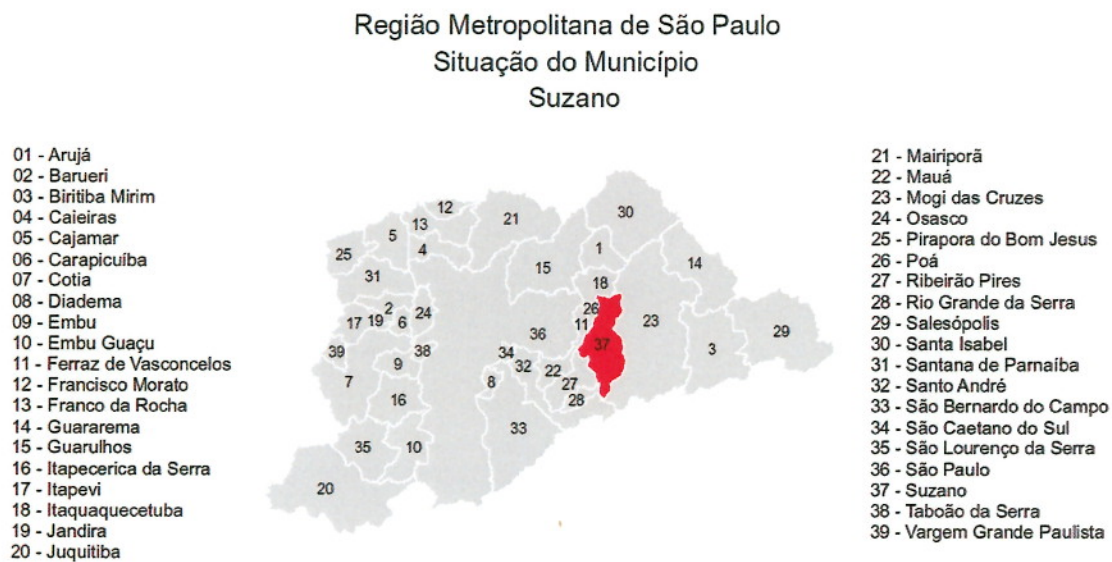 Região Metropolitana de São Paulo
Situação do Município
Suzano
01 - Arujá
02 - Barueri
03 - Biritiba Mirim
04 - Caieiras
05 - Cajamar
06 - Carapicuíba
07 - Cotia
08 - Diadema
09 - Embu
10 - Embu Guaçu
11 - Ferraz de Vasconcelos
12 - Francisco Morato
13 - Franco da Rocha
14 - Guararema
15 - Guarulhos
16 - Itapecerica da Serra
17 - Itapevi
18 - Itaquaquecetuba
19 - Jandira
20 - Juquitiba
12
30
21
13
5
1
4
25
15
14
31
18
2
26
24
17
19
6
11
23
36
29
37
39
38
34
3
9
32
22
7
8
27
16
28
33
35
10
20
21 - Mairiporã
22 - Mauá
23 - Mogi das Cruzes
24 - Osasco
25 - Pirapora do Bom Jesus
26 - Poá
27 - Ribeirão Pires
28 - Rio Grande da Serra
29 - Salesópolis
30 - Santa Isabel
31 - Santana de Parnaíba
32 - Santo André
33 - São Bernardo do Campo
34 - São Caetano do Sul
35 - São Lourenço da Serra
36 - São Paulo
37 - Suzano
38 - Taboão da Serra
39 - Vargem Grande Paulista